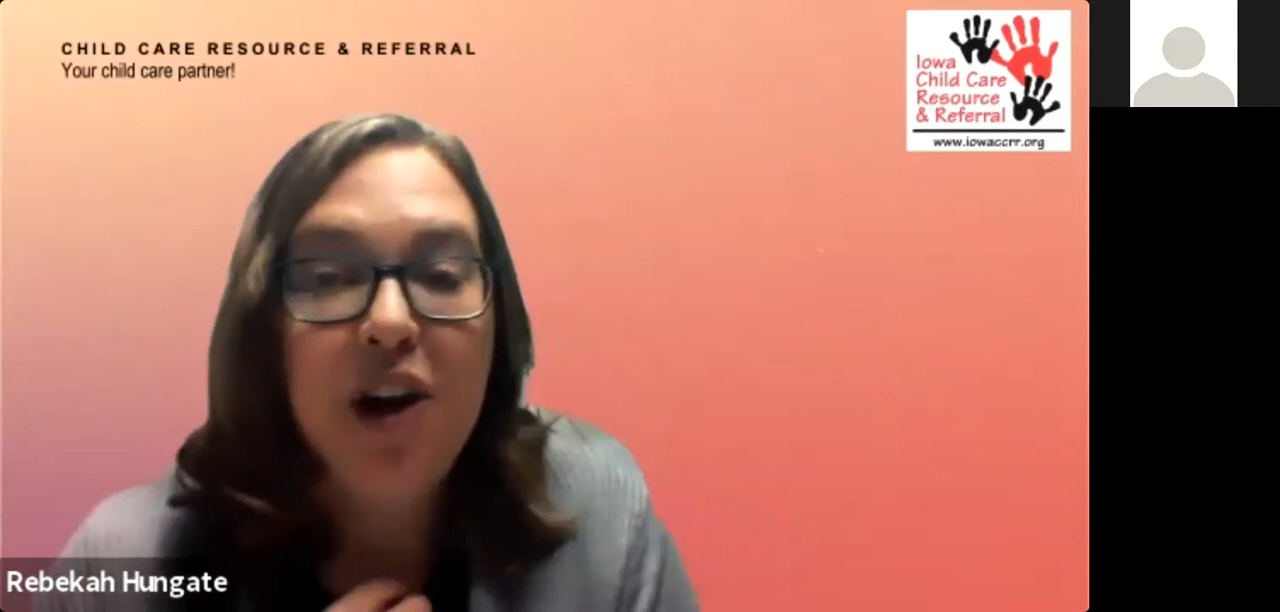 CHILD CARE RESOURCE & REFERRAL
Your child care partner!
Iowa
Child Care
Resource
& Referral
www.iowaccrr.org
Rebekah Hungate